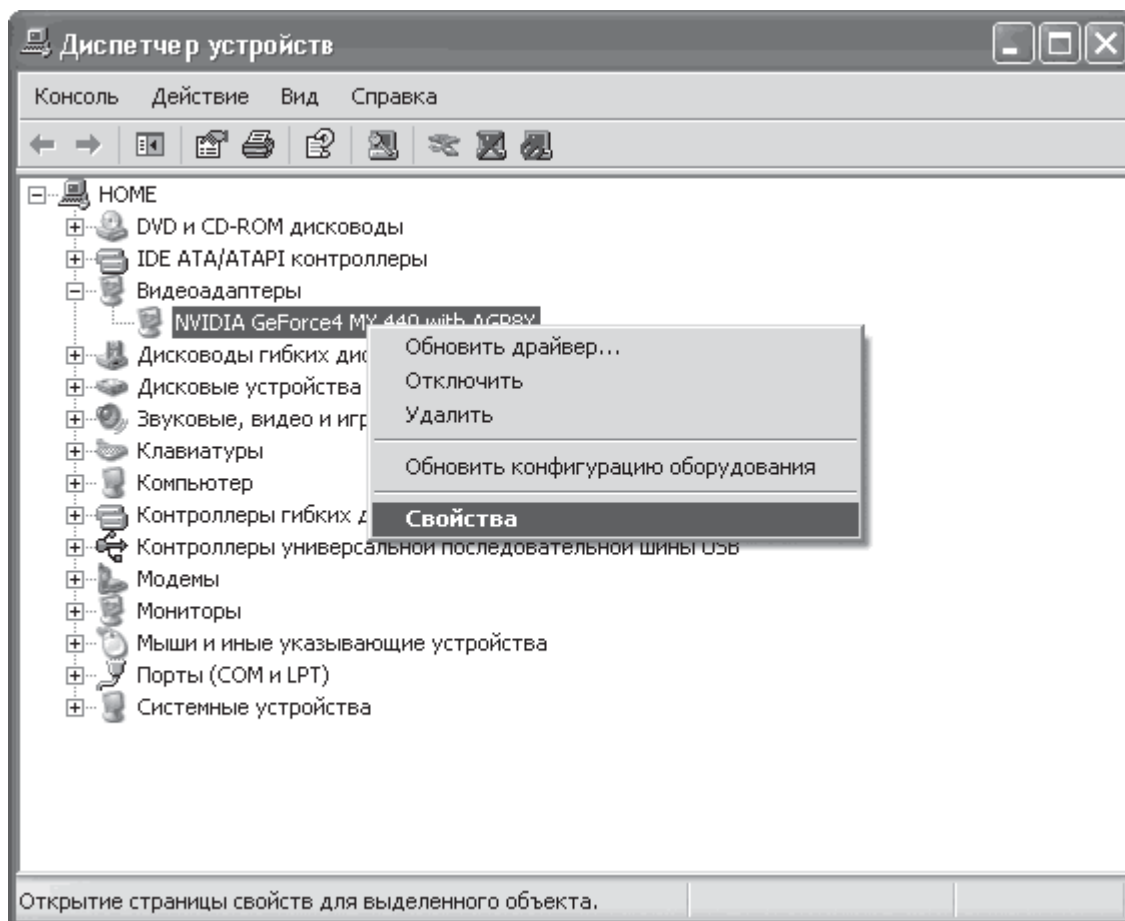 Диспетчер устройств
Консоль Действие Вид Справка
HOME
DVD и CD-ROM дисководы
IDE ATA/ATAPI контроллеры
Видеоадаптеры
NVIDIA GeForce4 MX 440 with AGP8X
Обновить драйвер...
Отключить
Удалить
Обновить конфигурацию оборудования
Свойства
Дисководы гибких
Дисковые устройства
Звуковые, видео и
Клавиатуры
Компьютер
Контроллеры гибких
Контроллеры универсальной последовательной шины USB
Модемы
Мониторы
Мыши и иные указывающие устройства
Порты (COM и LPT)
Системные устройства
Открытие страницы свойств для выделенного объекта.